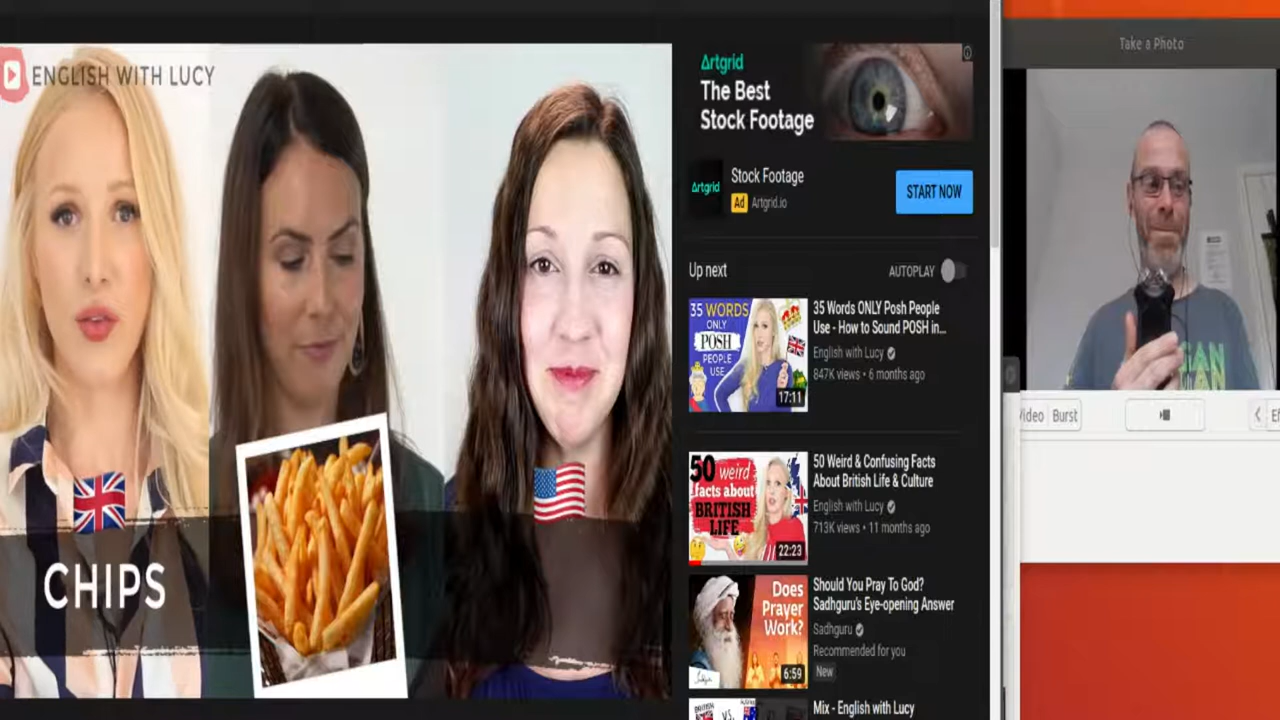 ENGLISH WITH LUCY
CHIPS
Artgrid
The Best
Stock Footage
Artgrid
Stock Footage
Ad Artgrid.io
START NOW
Up next
AUTOPLAY
35 WORDS
ONLY
POSH
PEOPLE
USE
17:11
35 Words ONLY Posh People
Use - How to Sound POSH in...
English with Lucy
847K views • 6 months ago
50 weird
facts about
BRITISH
LIFE
22:23
50 Weird & Confusing Facts
About British Life & Culture
English with Lucy
713K views • 11 months ago
Does
Prayer
Work?
6:59
Should You Pray To God?
Sadhguru's Eye-opening Answer
Sadhguru
Recommended for you
New
VS.
Mix - English with Lucy
Take a Photo
Burst